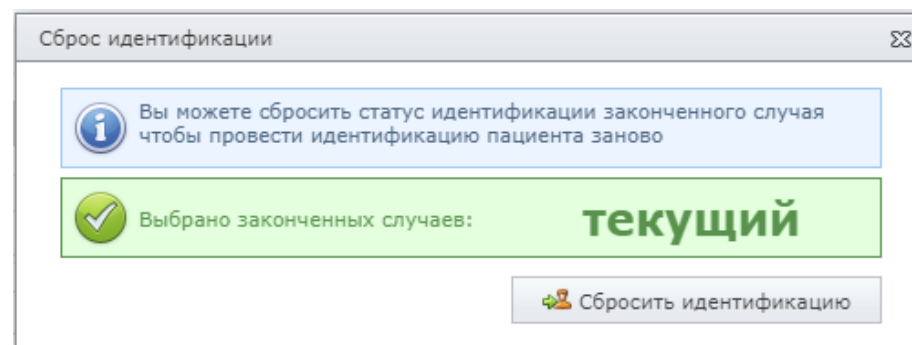 Сброс идентификации
Вы можете сбросить статус идентификации законченного случая
чтобы провести идентификацию пациента заново
Выбрано законченных случаев: текущий
Сбросить идентификацию